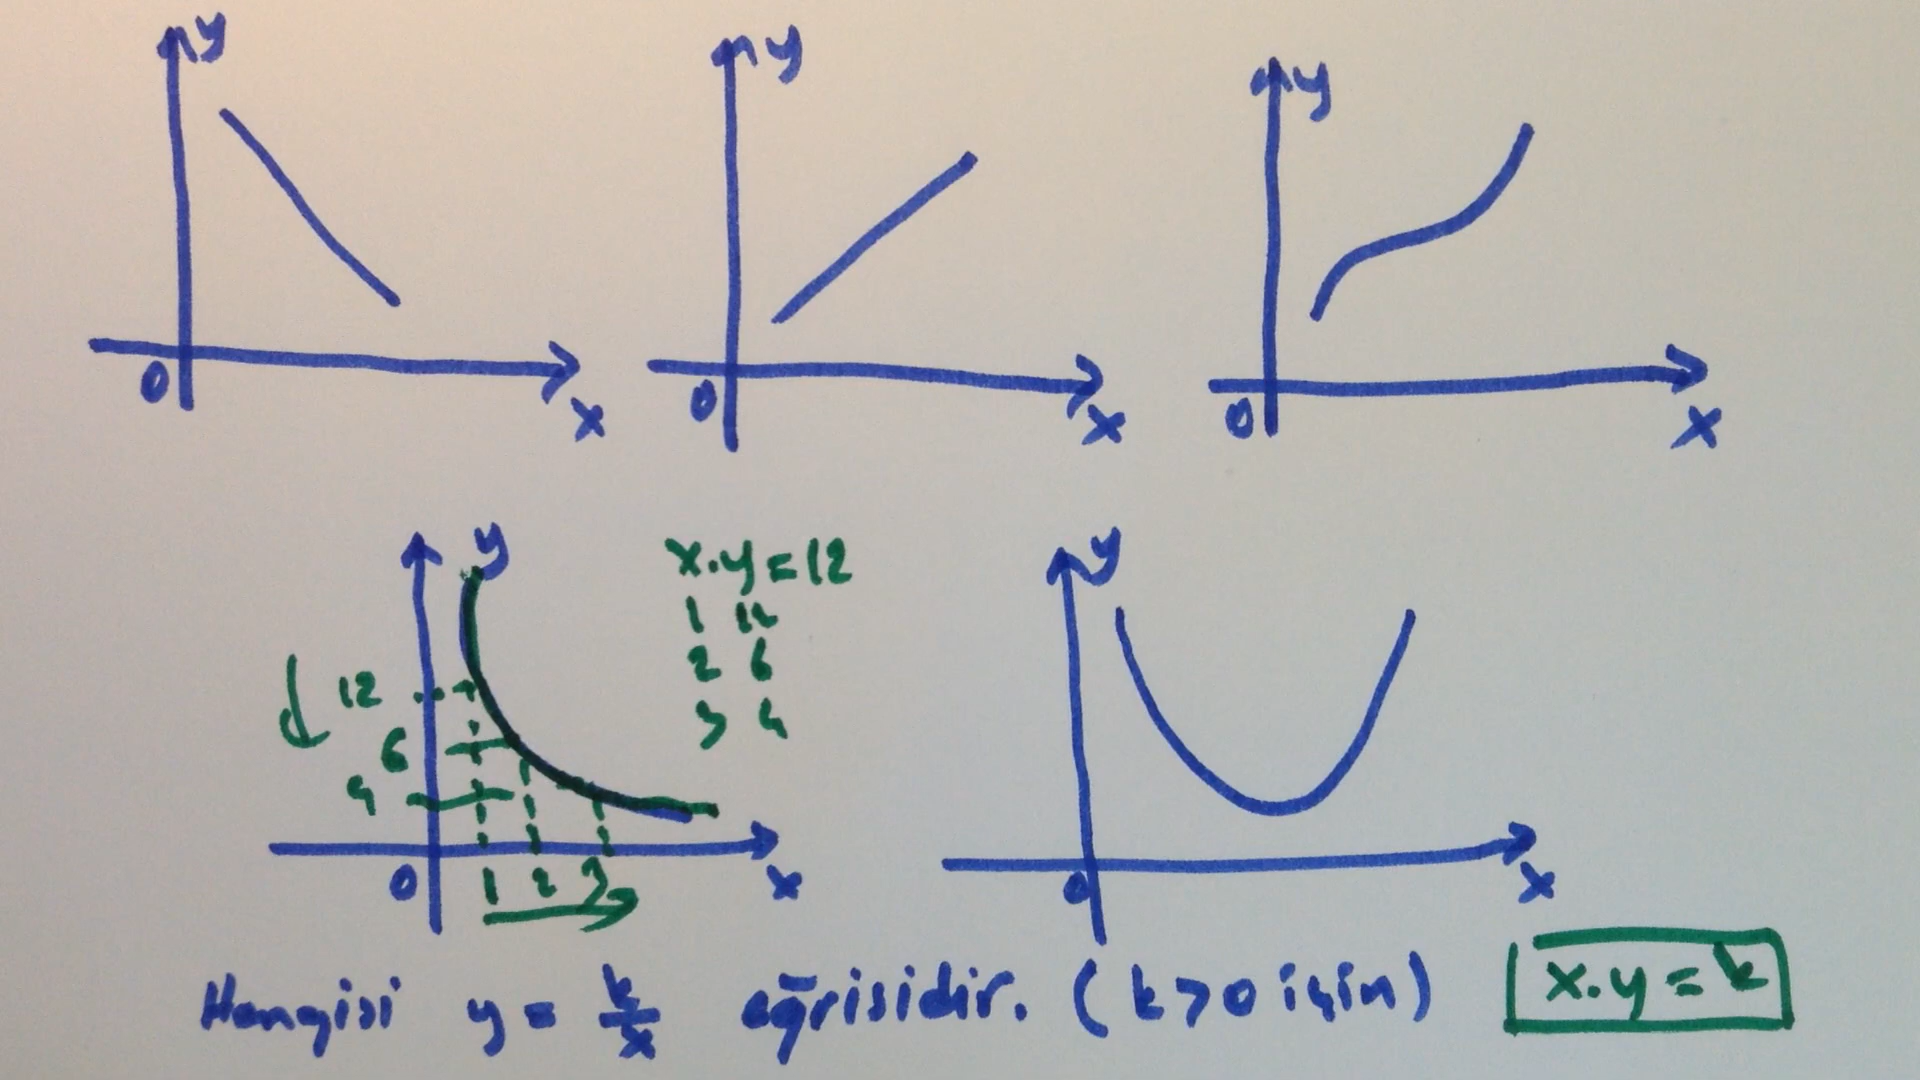 y
y
y
0
x
0
x
0
x
y
x.y=12
1 12
2 6
3 4
12
6
4
0
1 2 3
x
y
0
x
Hangisi y = k/x eğrisidir. (k>0 için)
x.y = k